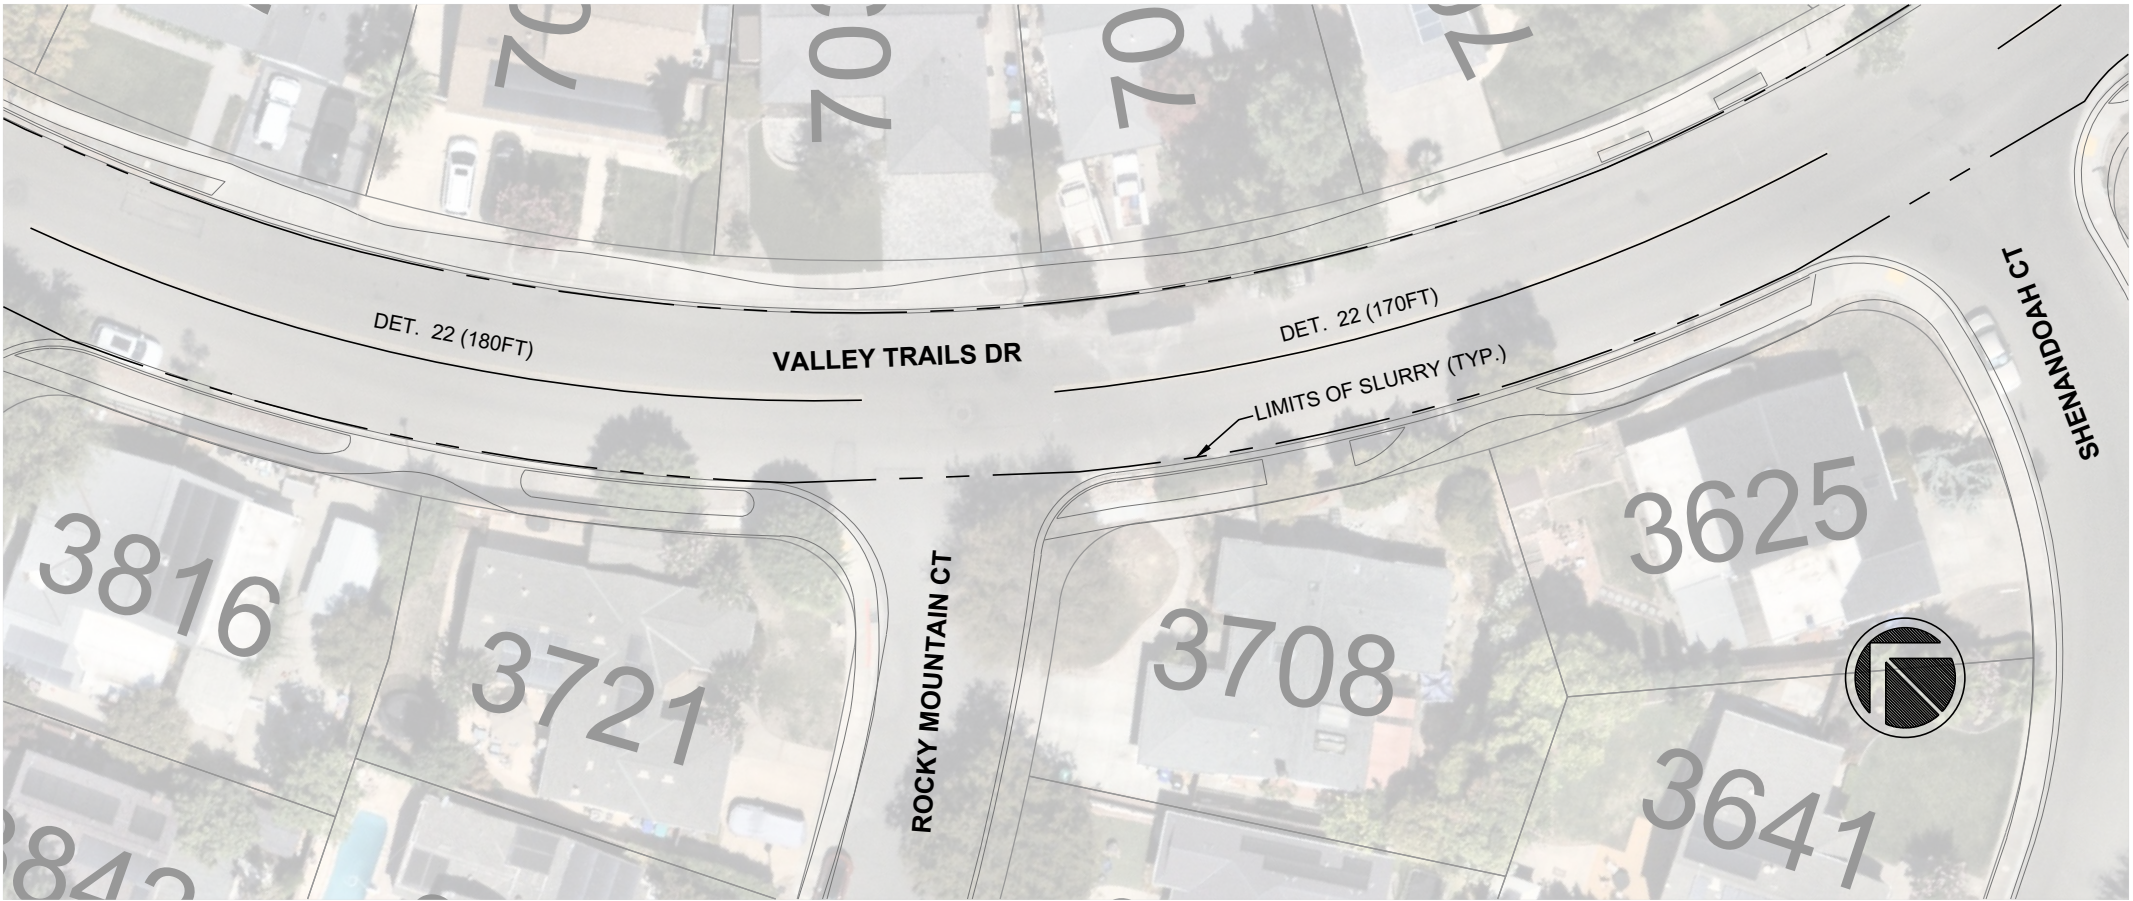 703
DET.  22 (180FT)
VALLEY TRAILS DR
DET.  22 (170FT)
LIMITS OF SLURRY (TYP.)
SHENANDOAH CT
ROCKY MOUNTAIN CT
3816
3721
3708
3625
3641